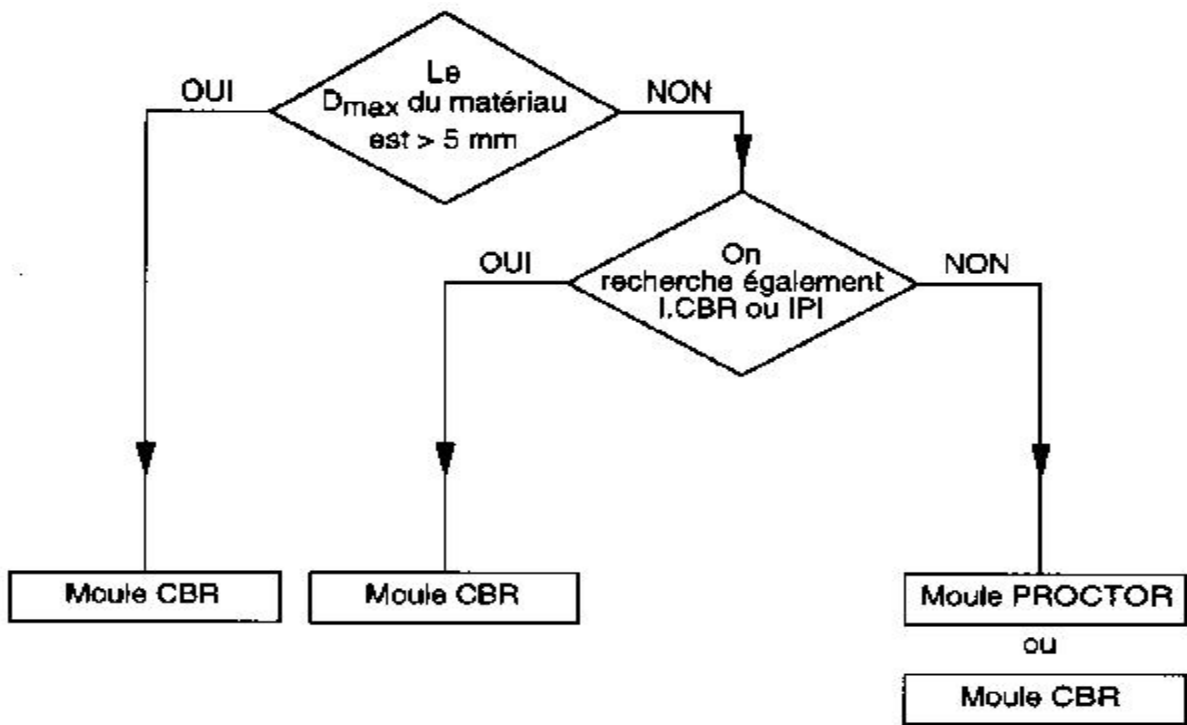 Le
Dmax du matériau
est > 5 mm
OUI
NON
On
recherche également
I.CBR ou IPI
OUI
NON
Moule CBR
Moule CBR
Moule PROCTOR
ou
Moule CBR